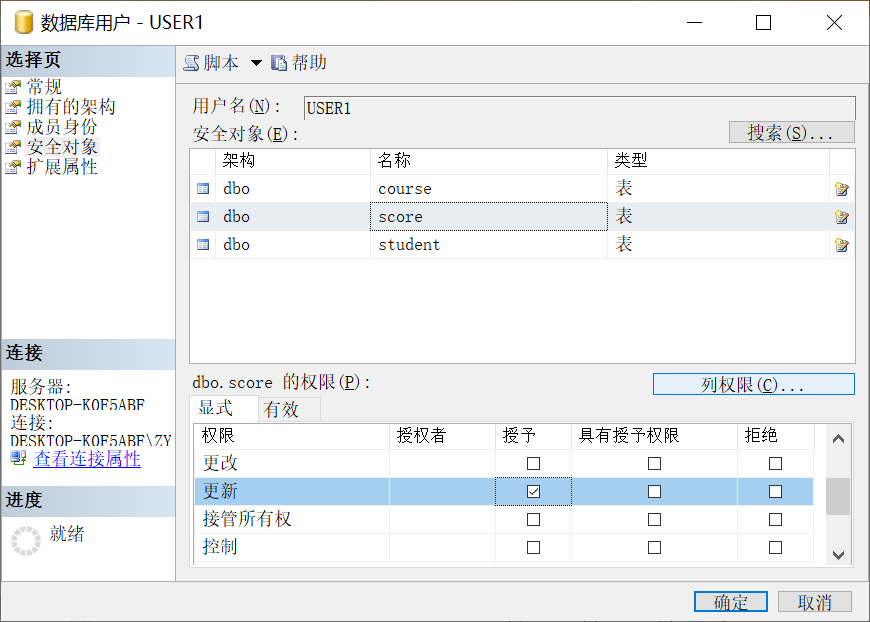 数据库用户 - USER1
选择页
常规
拥有的架构
成员身份
安全对象
扩展属性
连接
服务器:
DESKTOP-K0F5ABF
连接:
DESKTOP-K0F5ABF\ZY
查看连接属性
进度
就绪
脚本 帮助
用户名(N): USER1
安全对象(E): 搜索(S)...
架构 名称 类型
dbo course 表
dbo score 表
dbo student 表
dbo.score 的权限(P): 列权限(C)...
显式 有效
权限 授权者 授予 具有授予权限 拒绝
更改
更新
接管所有权
控制
确定 取消